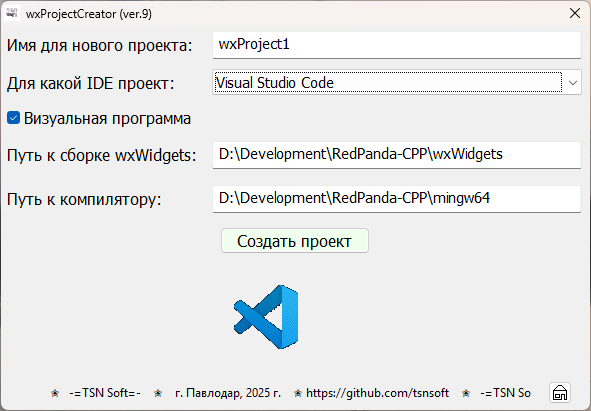 wxProjectCreator (ver.9)
Имя для нового проекта: wxProject1
Для какой IDE проект: Visual Studio Code
Визуальная программа
Путь к сборке wxWidgets: D:\Development\RedPanda-CPP\wxWidgets
Путь к компилятору: D:\Development\RedPanda-CPP\mingw64
Создать проект
✬ -=TSN Soft=- ✬ г. Павлодар, 2025 г. ✬ https://github.com/tsnsoft ✬ -=TSN So